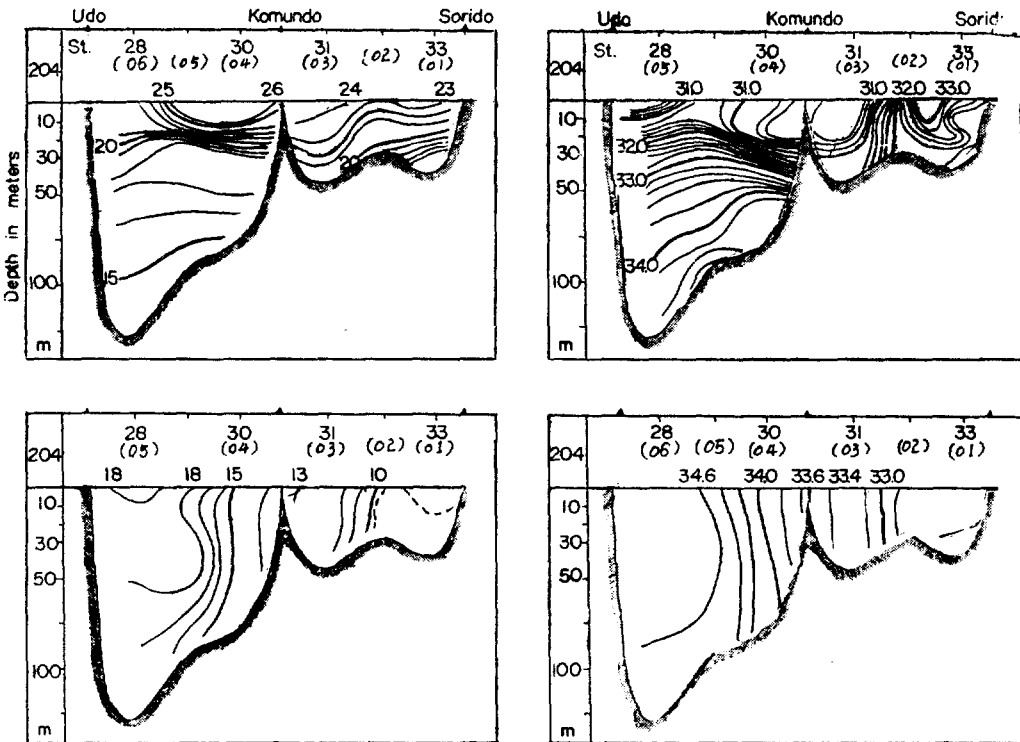 Udo Komundo Sorido
St. 28 30 31 33
204 (06) (05) (04) (03) (02) (01)
25 26 24 23
10
20
30
20
50
15
100
m
Depth in meters
Udo Komundo Sorido
St. 28 30 31 33
204 (05) (04) (03) (02) (01)
31.0 31.0 31.0 32.0 33.0
10
32.0
30
33.0
50
34.0
100
m
28 30 31 33
204 (05) (04) (03) (02) (01)
18 18 15 13 10
10
30
50
100
m
28 30 31 33
204 (06) (05) (04) (03) (02) (01)
34.6 34.0 33.6 33.4 33.0
10
30
50
100
m